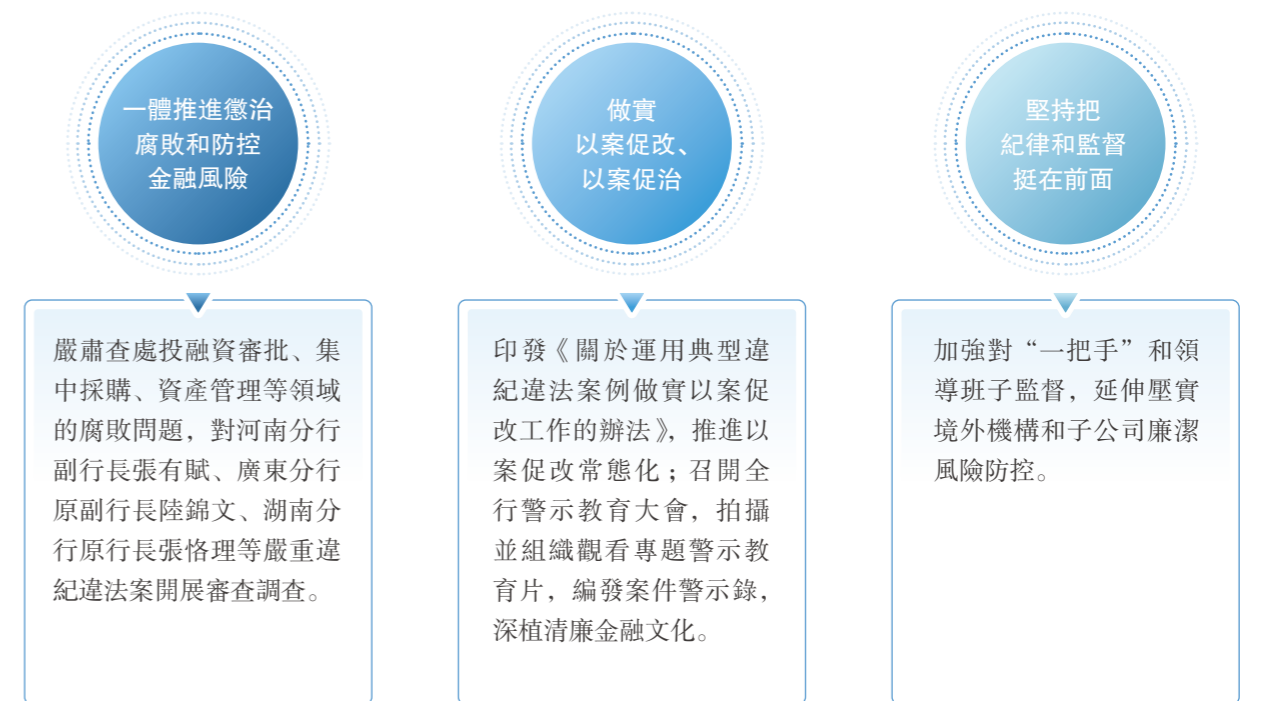 一體推進懲治
腐敗和防控
金融風險
嚴肅查處投融資審批、集
中採購、資產管理等領域
的腐敗問題，對河南分行
副行長張有賦、廣東分行
原副行長陸錦文、湖南分
行原行長張恪理等嚴重違
紀違法案開展審查調查。
做實
以案促改、
以案促治
印發《關於運用典型違
紀違法案例做實以案促
改工作的辦法》，推進以
案促改常態化；召開全
行警示教育大會，拍攝
並組織觀看專題警示教
育片，編發案件警示錄，
深植清廉金融文化。
堅持把
紀律和監督
挺在前面
加強對“一把手”和領
導班子監督，延伸壓實
境外機構和子公司廉潔
風險防控。